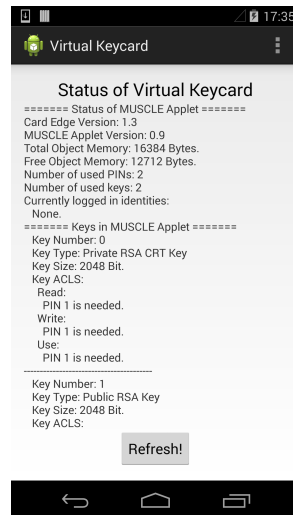 17:35
Virtual Keycard
Status of Virtual Keycard
======= Status of MUSCLE Applet =======
Card Edge Version: 1.3
MUSCLE Applet Version: 0.9
Total Object Memory: 16384 Bytes.
Free Object Memory: 12712 Bytes.
Number of used PINs: 2
Number of used keys: 2
Currently logged in identities:
None.
======= Keys in MUSCLE Applet =======
Key Number: 0
Key Type: Private RSA CRT Key
Key Size: 2048 Bit.
Key ACLS:
Read:
PIN 1 is needed.
Write:
PIN 1 is needed.
Use:
PIN 1 is needed.
----------------------------------------
Key Number: 1
Key Type: Public RSA Key
Key Size: 2048 Bit.
Key ACLS:
Refresh!